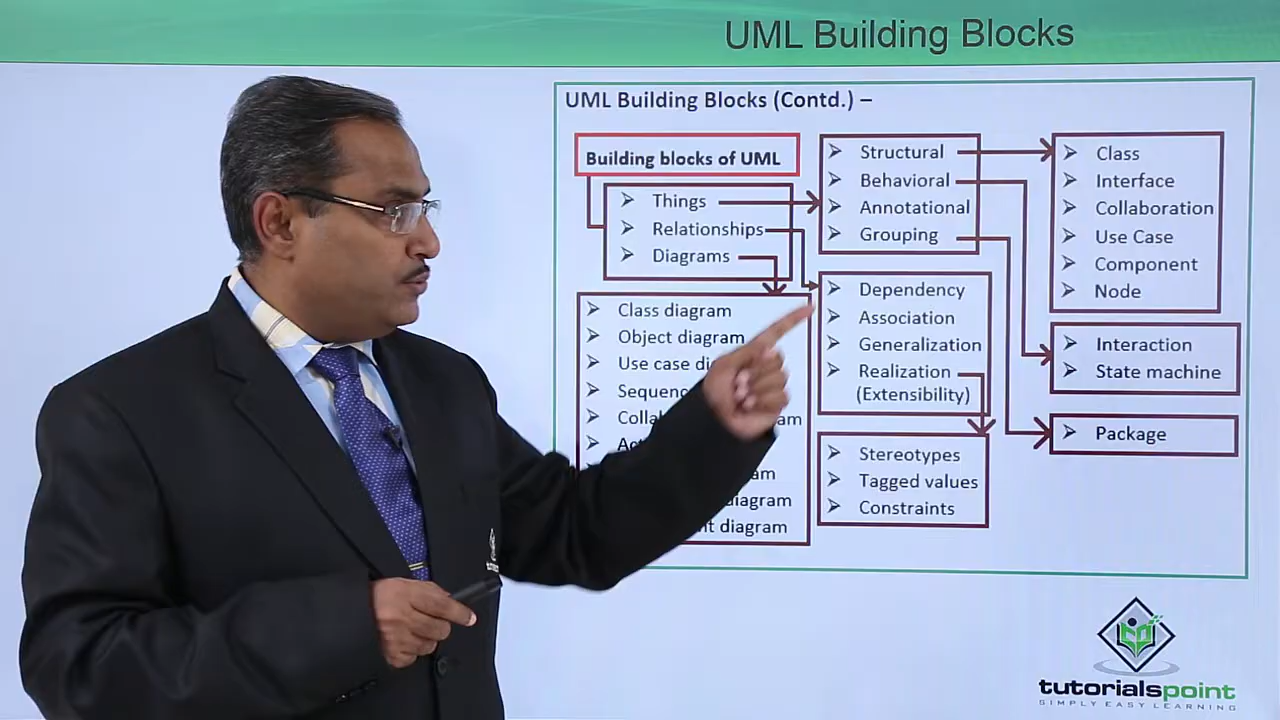 UML Building Blocks
UML Building Blocks (Contd.) –
Building blocks of UML
Things
Relationships
Diagrams
Structural
Behavioral
Annotational
Grouping
Class
Interface
Collaboration
Use Case
Component
Node
Class diagram
Object diagram
Use case
Dependency
Association
Generalization
Realization
(Extensibility)
Interaction
State machine
Package
Stereotypes
Tagged values
Constraints
diagram
diagram
tutorialspoint
SIMPLY EASY LEARNING